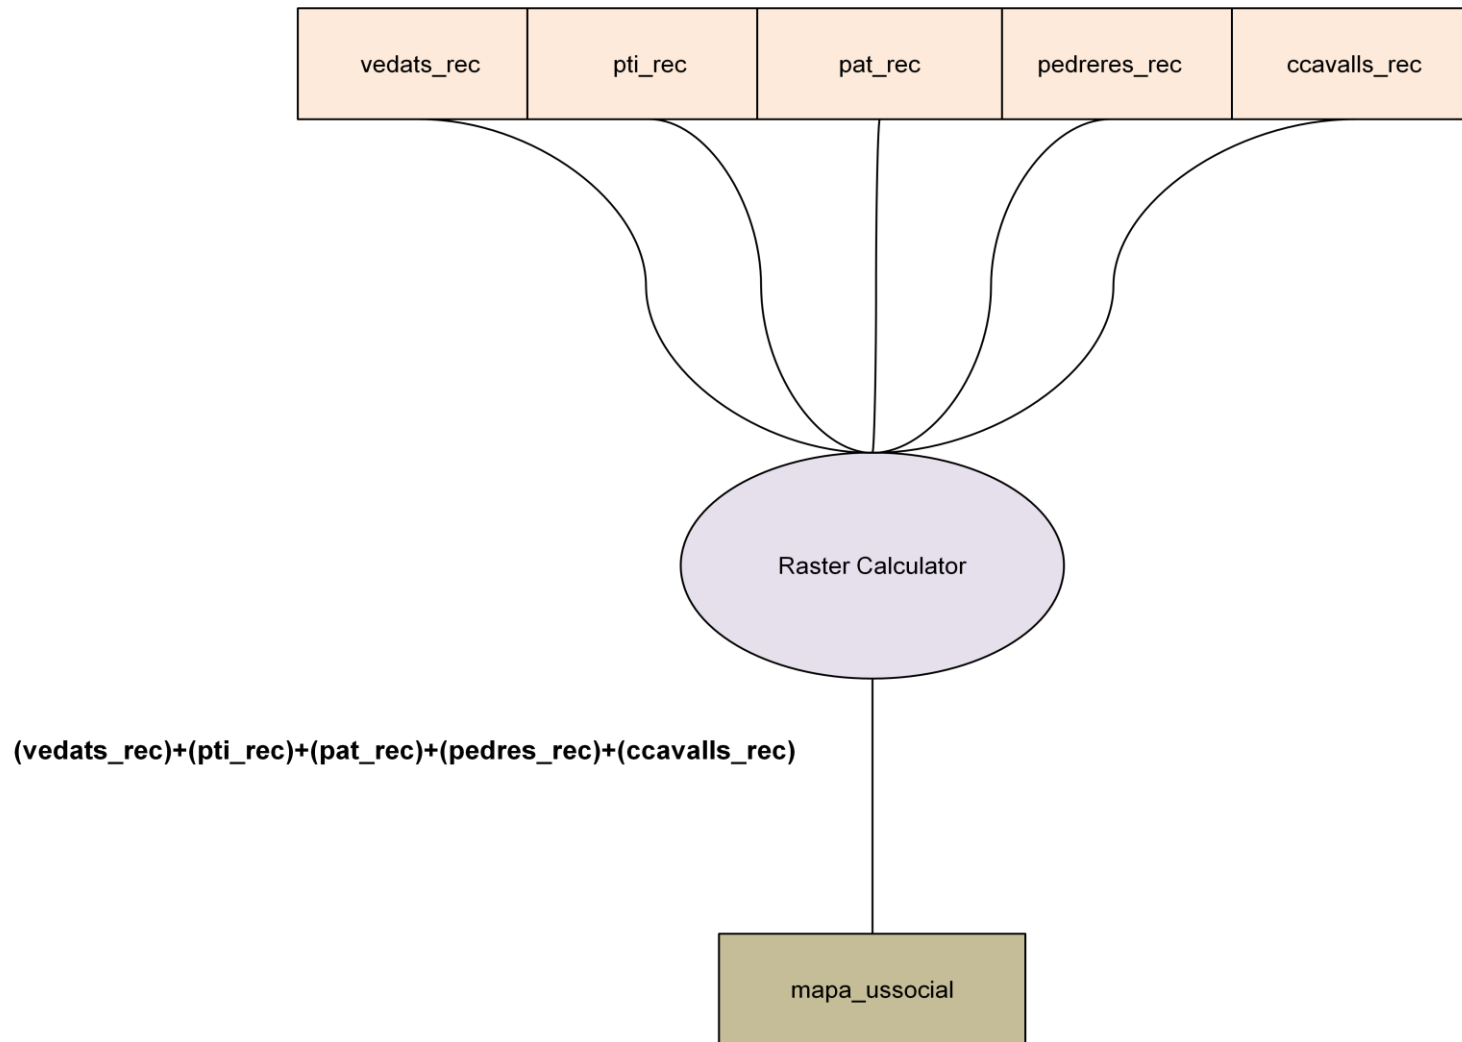 vedats_rec pti_rec pat_rec pedreres_rec ccavalls_rec
Raster Calculator
(vedats_rec)+(pti_rec)+(pat_rec)+(pedres_rec)+(ccavalls_rec)
mapa_ussocial